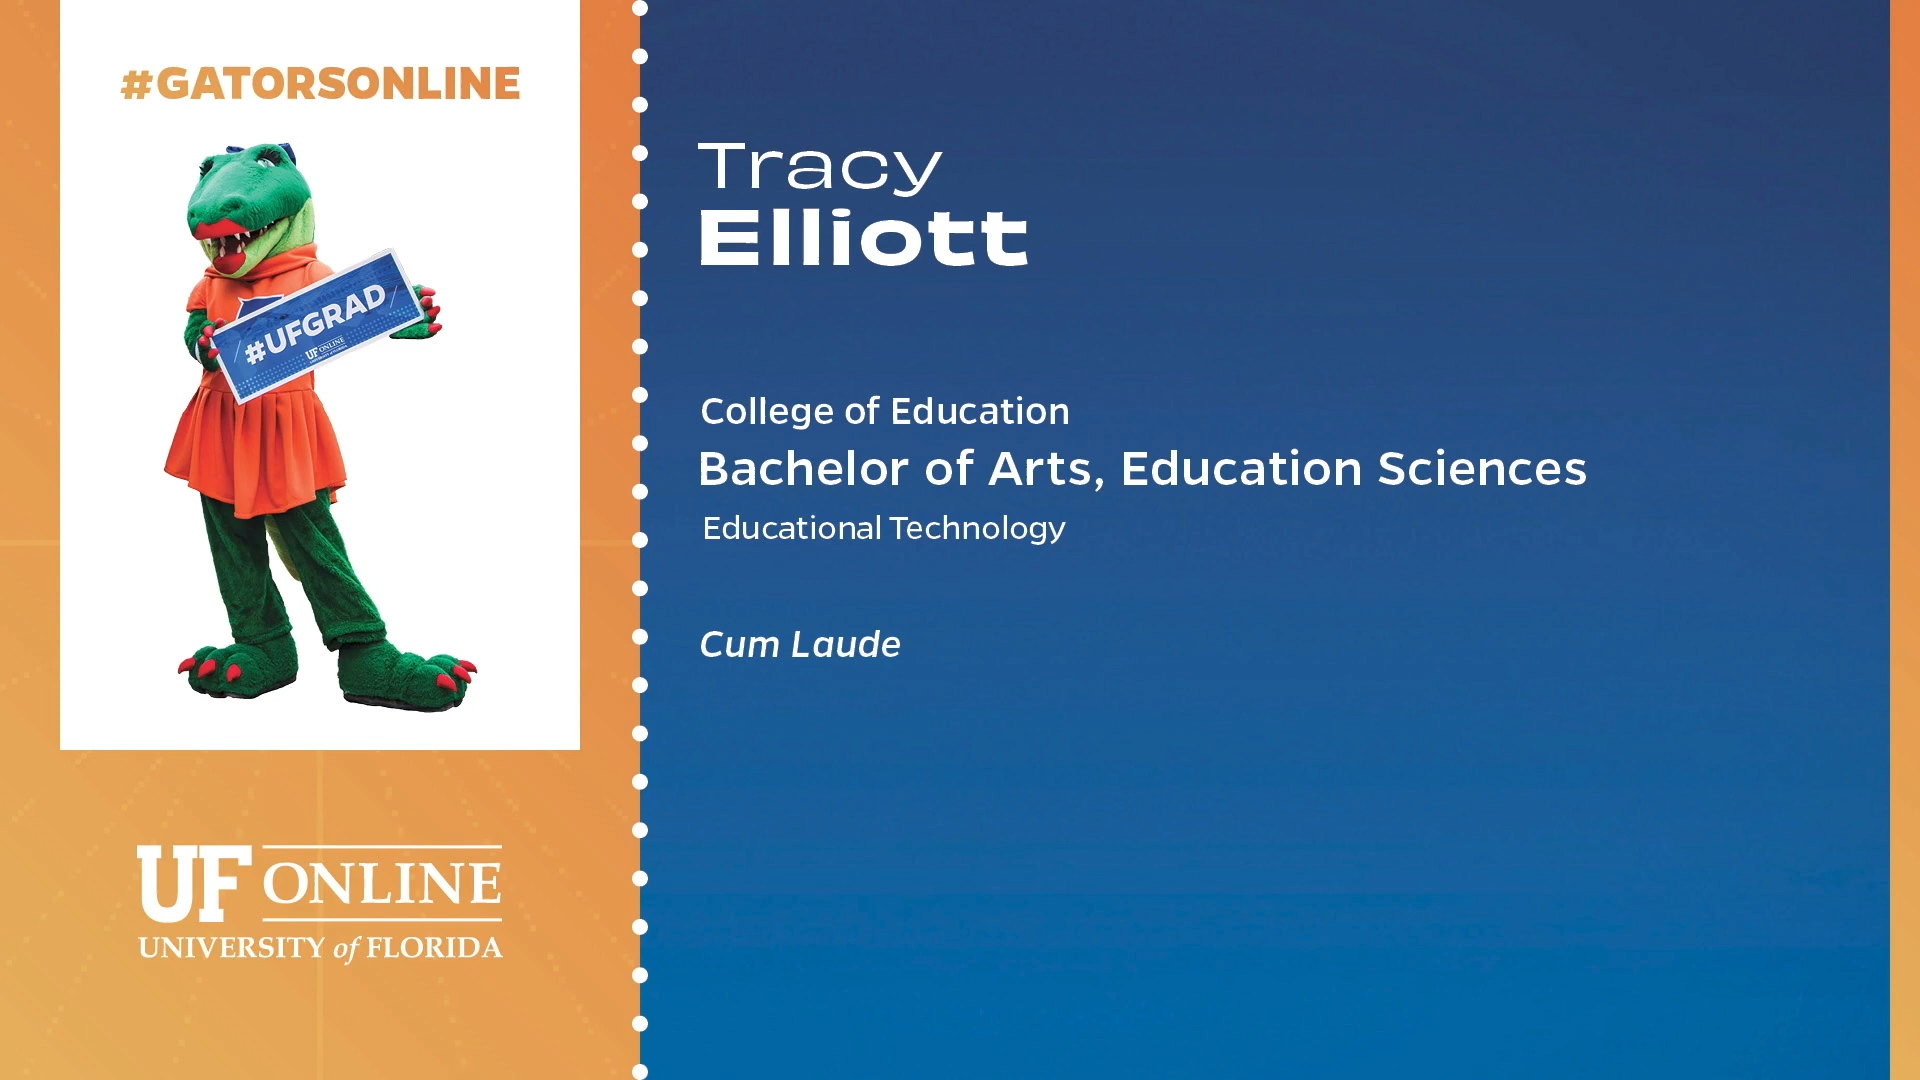 #GATORSONLINE
#UFGRAD
UF ONLINE
UF ONLINE
UNIVERSITY of FLORIDA
Tracy
Elliott
College of Education
Bachelor of Arts, Education Sciences
Educational Technology
Cum Laude